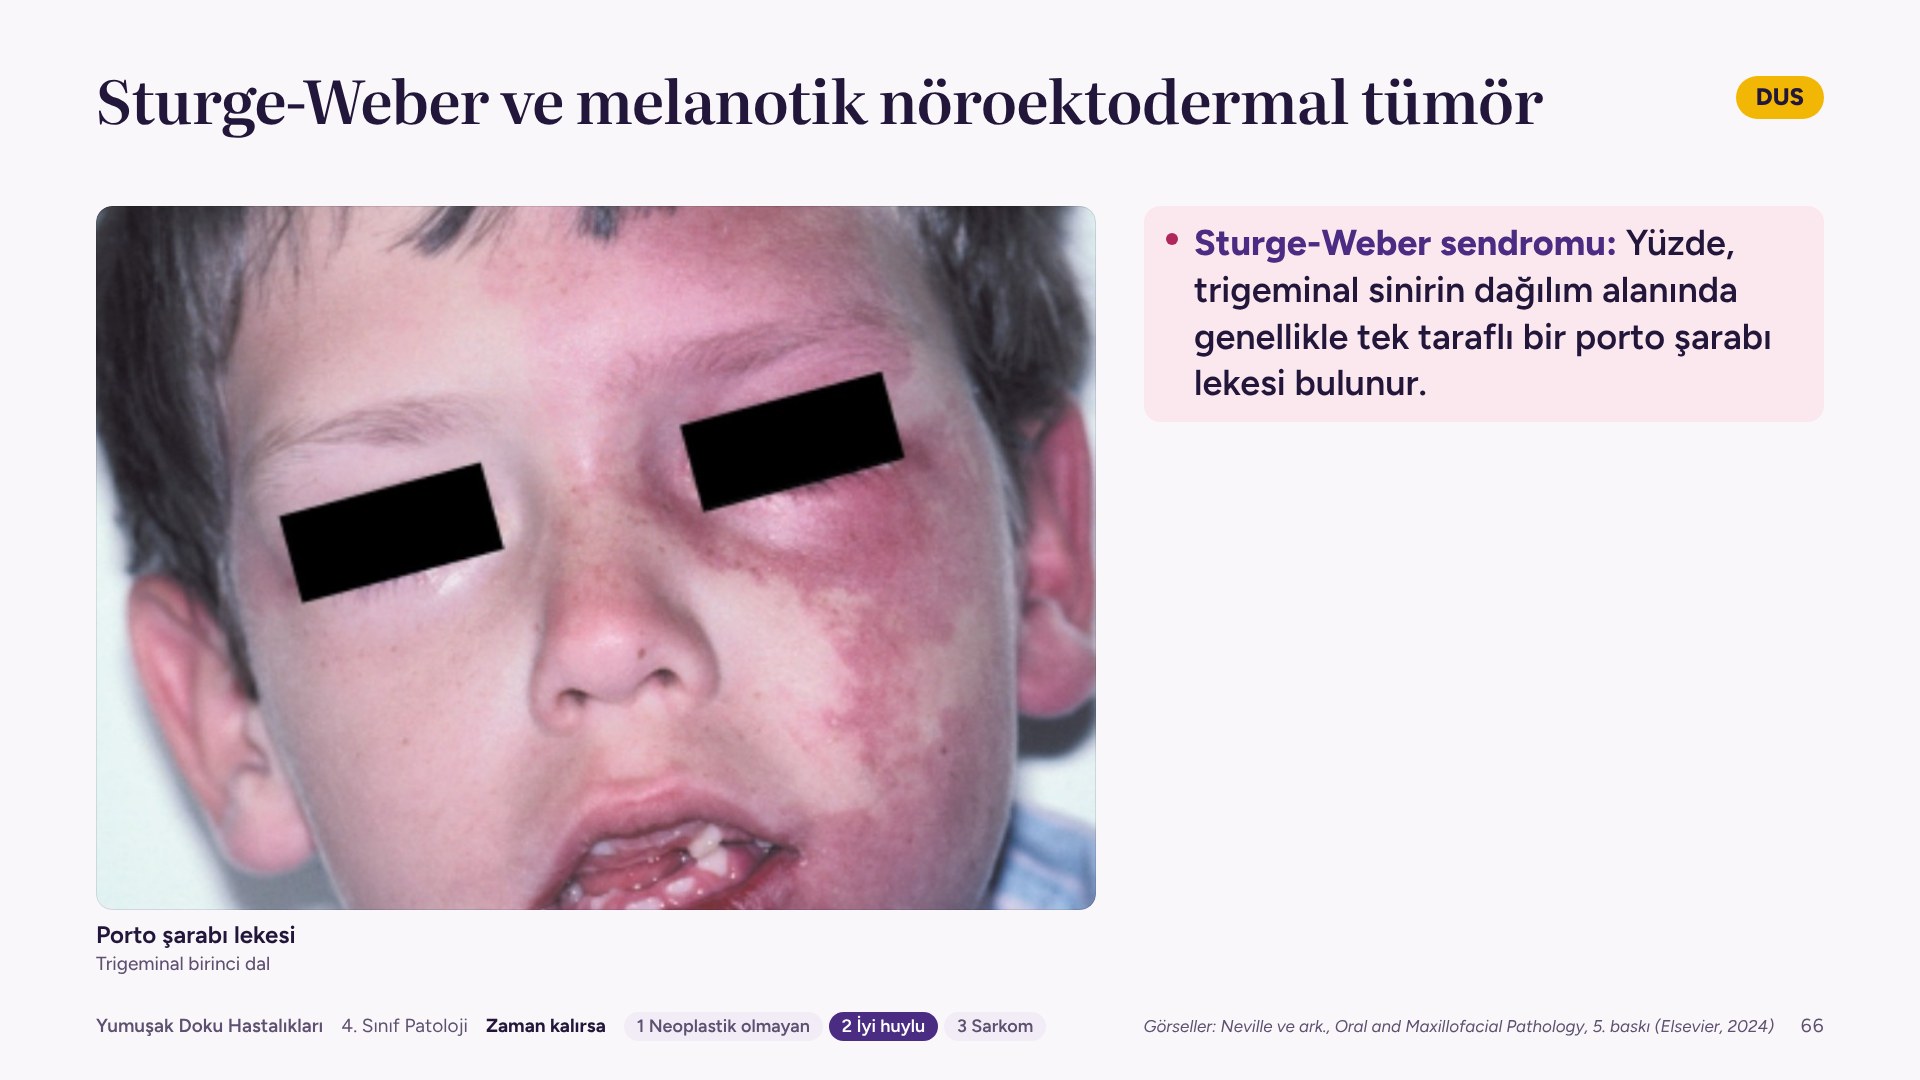 Sturge-Weber ve melanotik nöroektodermal tümör
DUS
Sturge-Weber sendromu: Yüzde,
trigeminal sinirin dağılım alanında
genellikle tek taraflı bir porto şarabı
lekesi bulunur.
Porto şarabı lekesi
Trigeminal birinci dal
Yumuşak Doku Hastalıkları 4. Sınıf Patoloji Zaman kalırsa 1 Neoplastik olmayan 2 İyi huylu 3 Sarkom Görseller: Neville ve ark., Oral and Maxillofacial Pathology, 5. baskı (Elsevier, 2024) 66